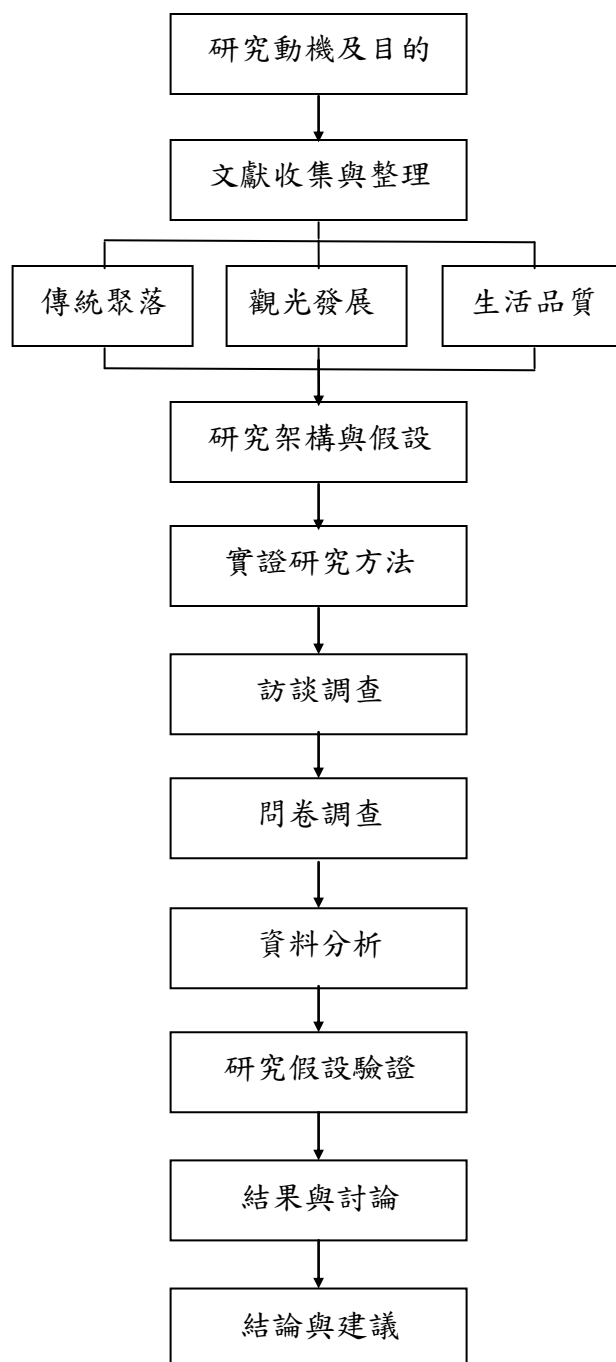 研究動機及目的
文獻收集與整理
傳統聚落
觀光發展
生活品質
研究架構與假設
實證研究方法
訪談調查
問卷調查
資料分析
研究假設驗證
結果與討論
結論與建議